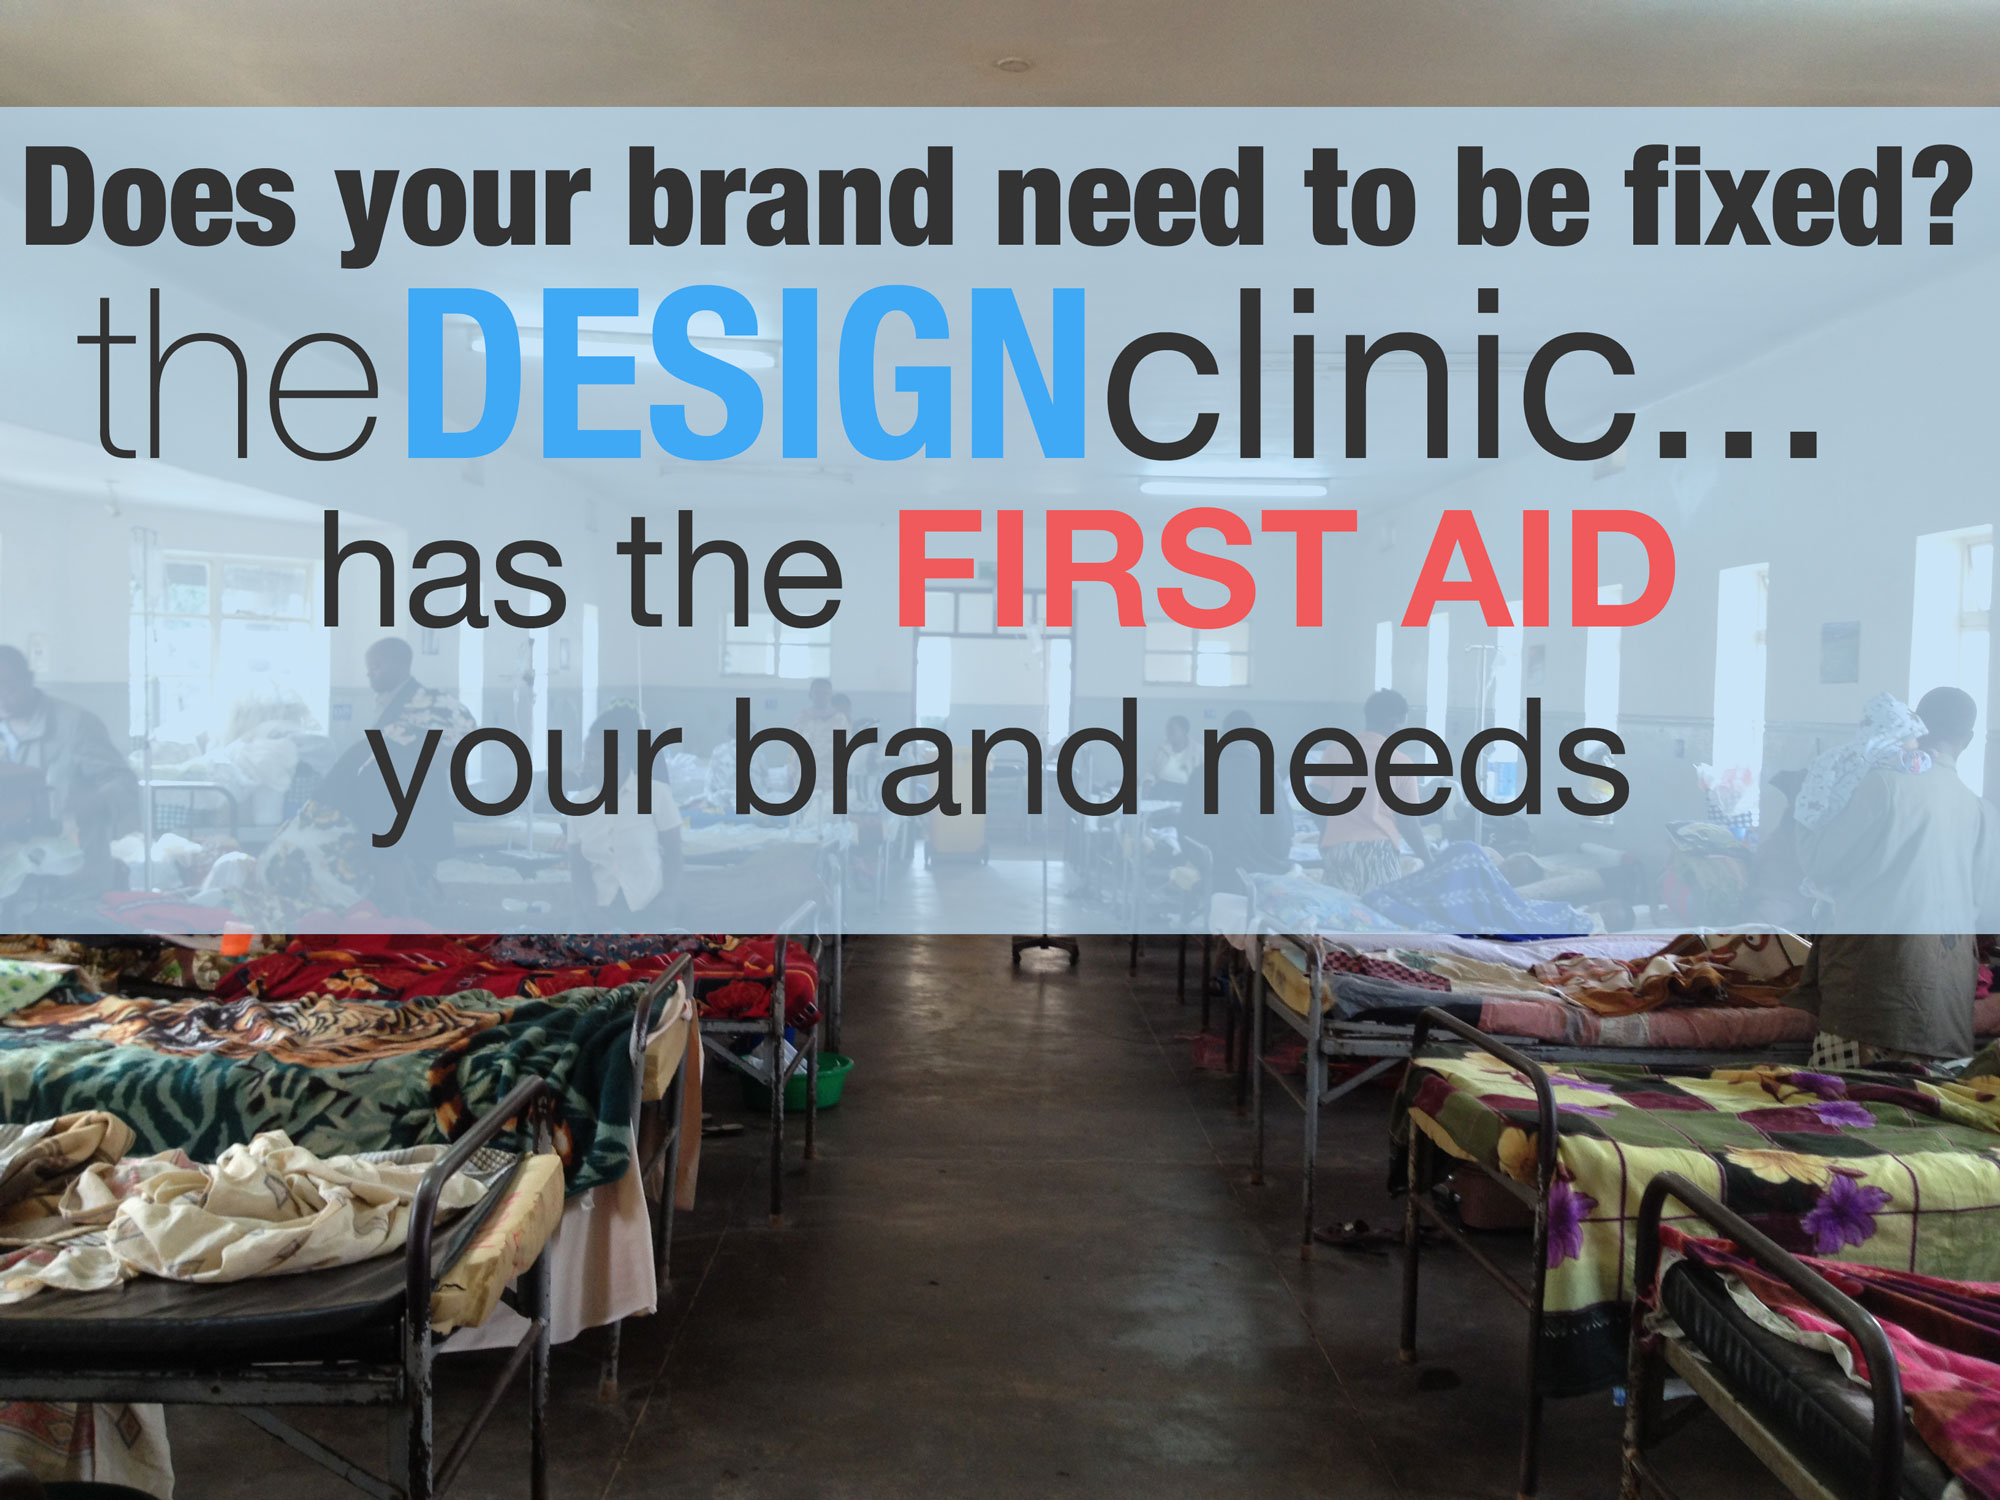 Does your brand need to be fixed?
theDESIGNclinic...
has the FIRST AID
your brand needs